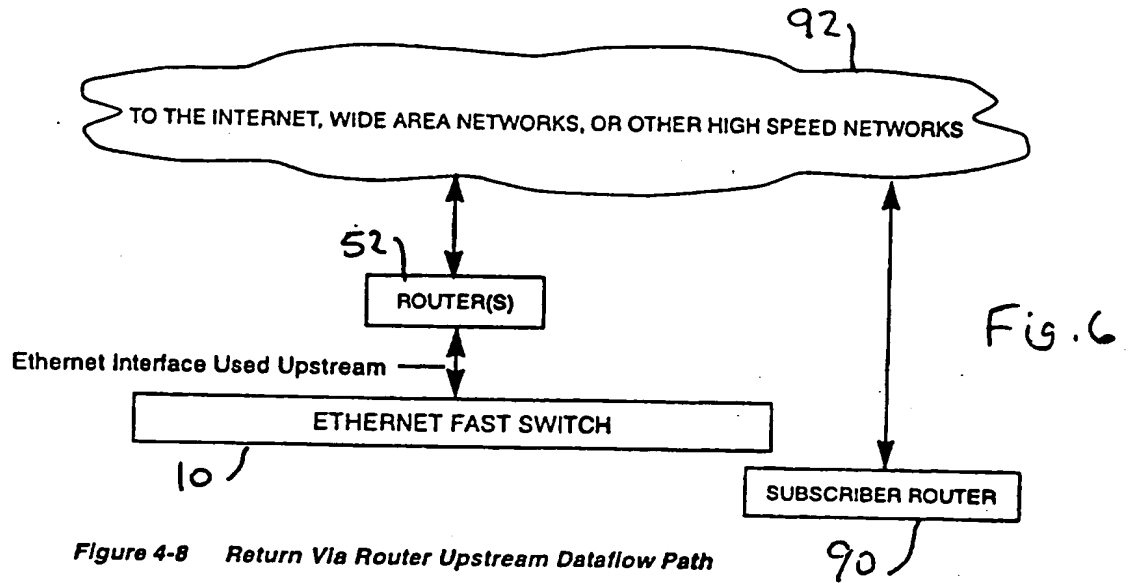 92
TO THE INTERNET, WIDE AREA NETWORKS, OR OTHER HIGH SPEED NETWORKS
52
ROUTER(S)
Fig. 6
Ethernet Interface Used Upstream
ETHERNET FAST SWITCH
10
SUBSCRIBER ROUTER
90
Figure 4-8 Return Via Router Upstream Dataflow Path